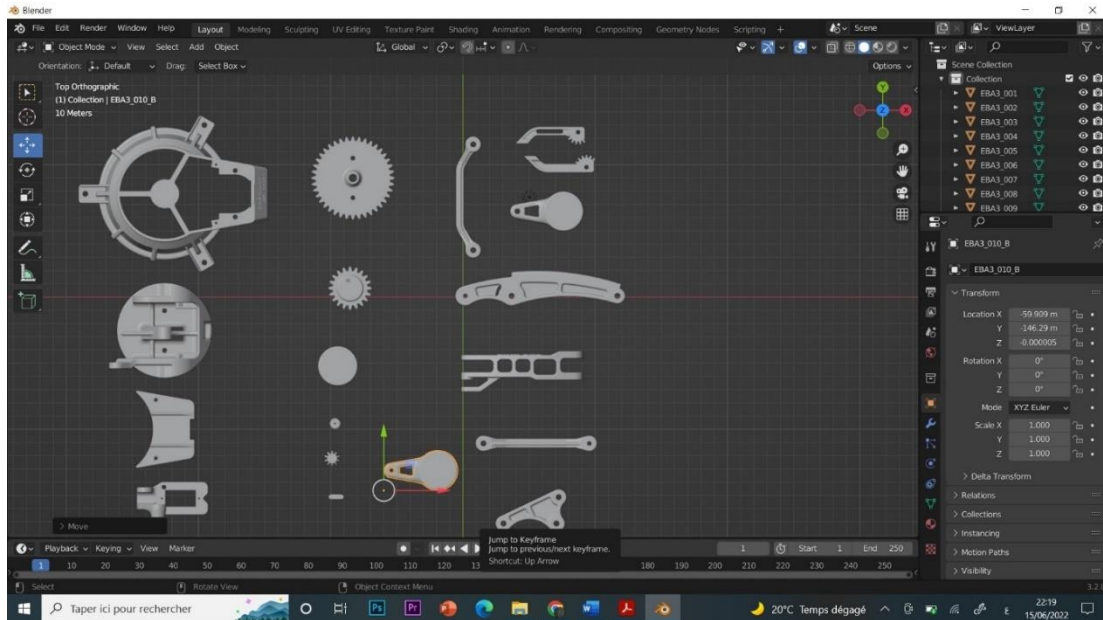 Blender
File Edit Render Window Help Layout Modeling Sculpting UV Editing Texture Paint Shading Animation Rendering Compositing Geometry Nodes Scripting + Scene ViewLayer
Object Mode View Select Add Object Global
Orientation: Default Drag: Select Box Options
Top Orthographic
(1) Collection | EBA3_010_B
10 Meters
Y
Z
X
Scene Collection
Collection
EBA3_001
EBA3_002
EBA3_003
EBA3_004
EBA3_005
EBA3_006
EBA3_007
EBA3_008
EBA3_009
EBA3_010_B
EBA3_010_B
Transform
Location X -59.909 m
Y -146.29 m
Z -0.000005
Rotation X 0°
Y 0°
Z 0°
Mode XYZ Euler
Scale X 1.000
Y 1.000
Z 1.000
> Delta Transform
> Relations
> Collections
> Instancing
> Motion Paths
> Visibility
> Move
Jump to Keyframe
Jump to previous/next keyframe.
Shortcut: Up Arrow
Playback Keying View Marker 1 Start 1 End 250
1 10 20 30 40 50 60 70 80 90 100 110 120 13 180 190 200 210 220 230 240 250
Select Rotate View Object Context Menu 3.2.
Taper ici pour rechercher Ps Pr 20°C Temps dégagé 22:19
15/06/2022